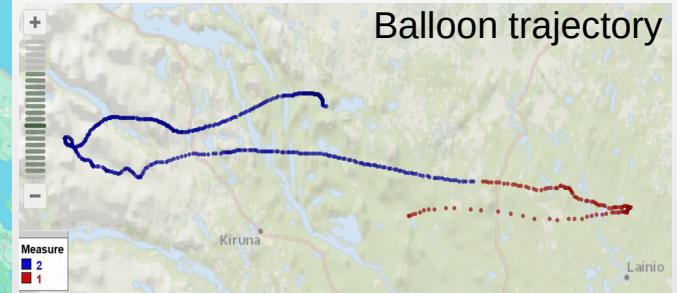 Balloon trajectory
+
−
Kiruna
Lainio
Measure
2
1